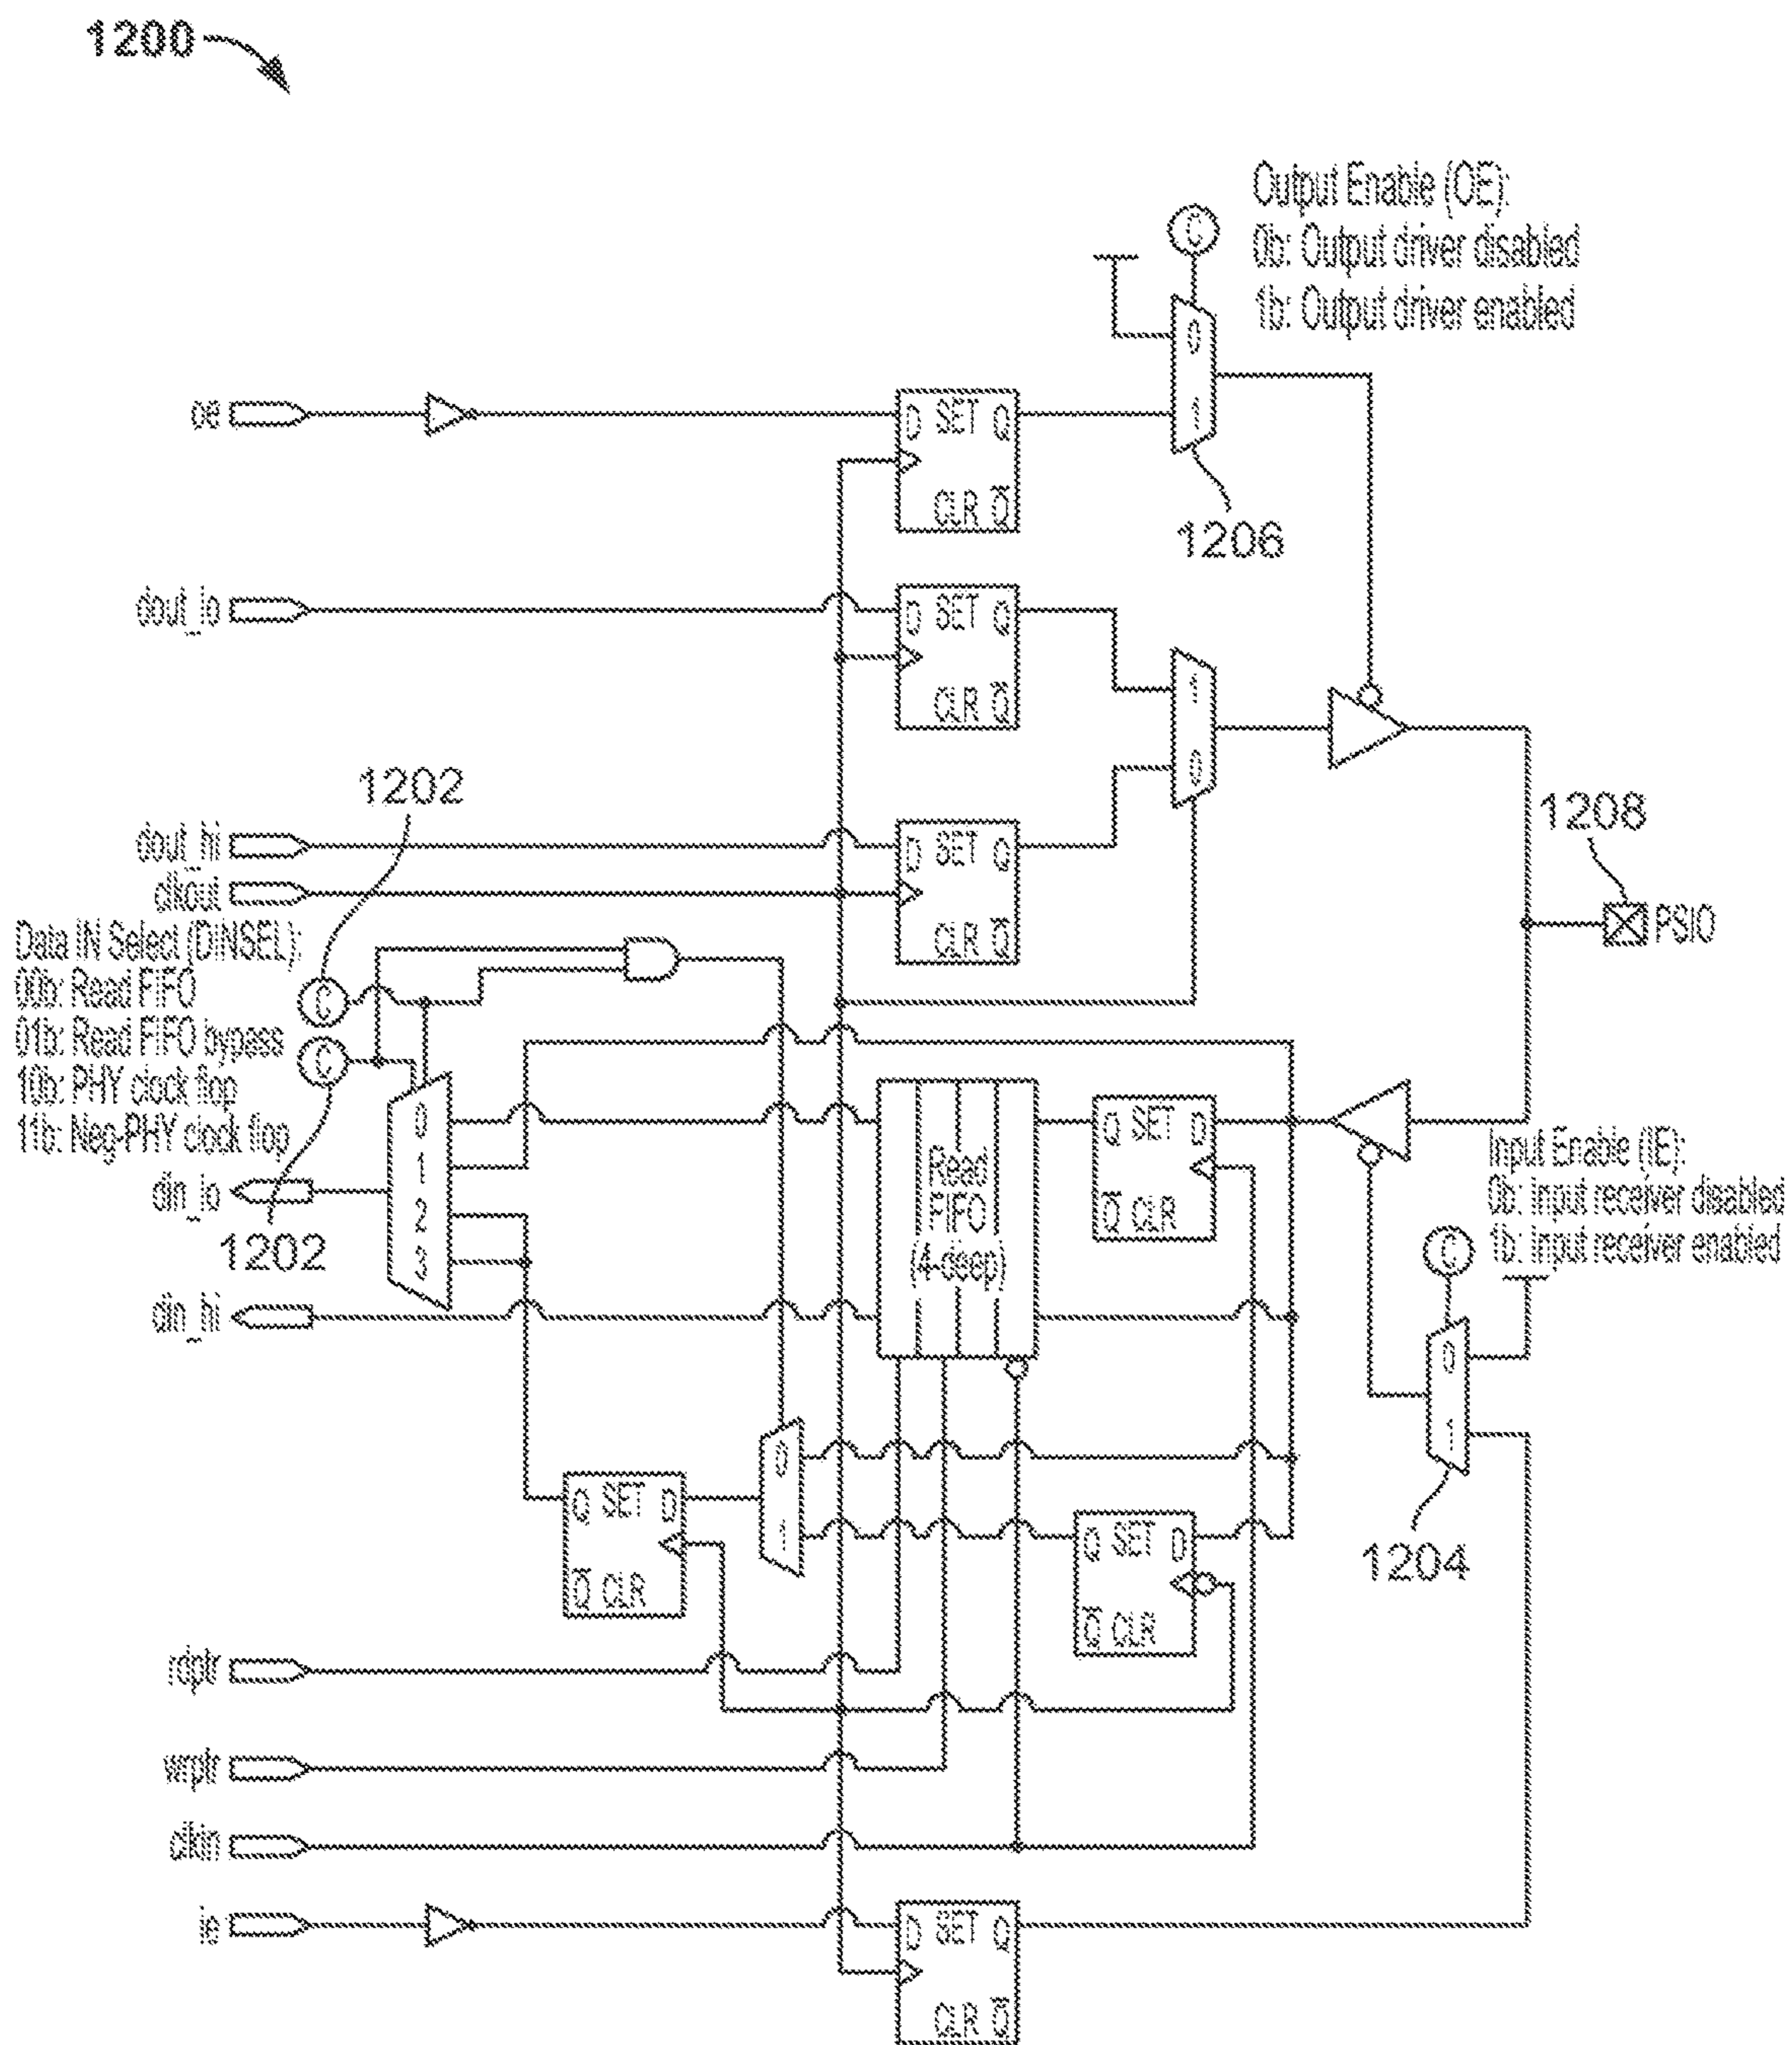 1200
Output Enable (OE):
0b: Output driver disabled
1b: Output driver enabled
C
0
1
oe
D SET Q
CLR Q
1206
dout_lo
D SET Q
CLR Q
1
0
1202
1208
dout_hi
D SET Q
clkout
CLR Q
PSIO
Data IN Select (DINSEL):
00b: Read FIFO
01b: Read FIFO bypass
10b: PHY clock flop
11b: Neg-PHY clock flop
C
C
0
1
2
3
din_lo
1202
din_hi
Read
FIFO
(4-deep)
Q SET D
Q CLR
Input Enable (IE):
0b: Input receiver disabled
1b: Input receiver enabled
C
0
1
1204
0
1
Q SET D
Q CLR
Q SET D
Q CLR
rdptr
wrptr
clkin
ie
D SET Q
CLR Q